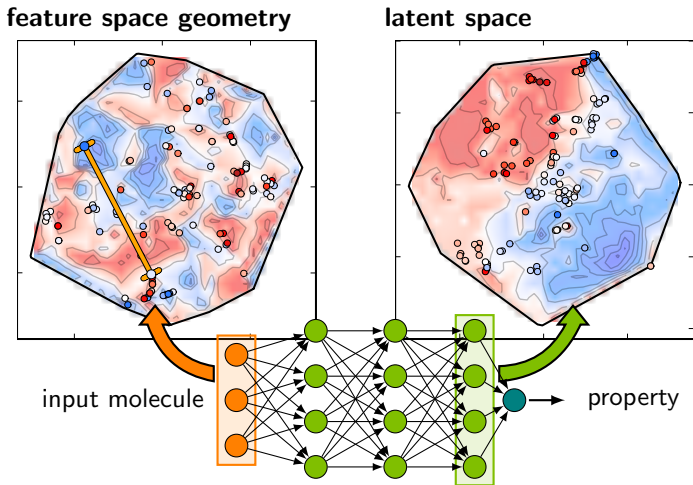 feature space geometry
latent space
input molecule
property